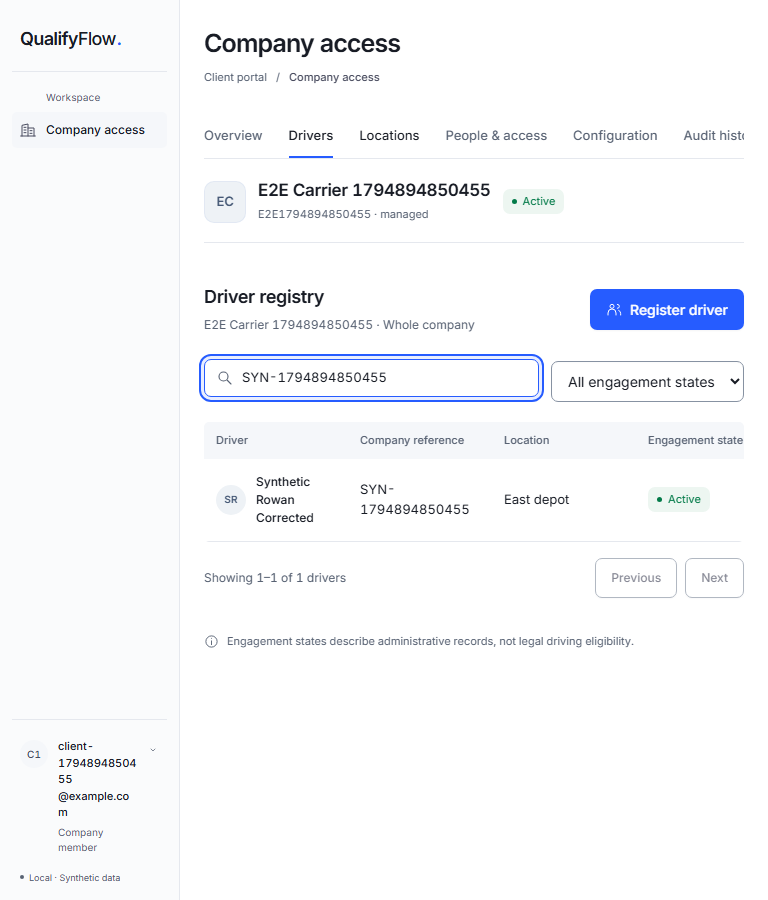 QualifyFlow.
Workspace
Company access
Company access
Client portal / Company access
Overview Drivers Locations People & access Configuration Audit histo
EC
E2E Carrier 1794894850455
E2E1794894850455 · managed
Active
Driver registry
E2E Carrier 1794894850455 · Whole company
Register driver
SYN-1794894850455
All engagement states
Driver Company reference Location Engagement state
SR
Synthetic
Rowan
Corrected
SYN-
1794894850455
East depot
Active
Showing 1–1 of 1 drivers
Previous
Next
Engagement states describe administrative records, not legal driving eligibility.
C1
client-
17948948504
55
@example.co
m
Company
member
Local · Synthetic data